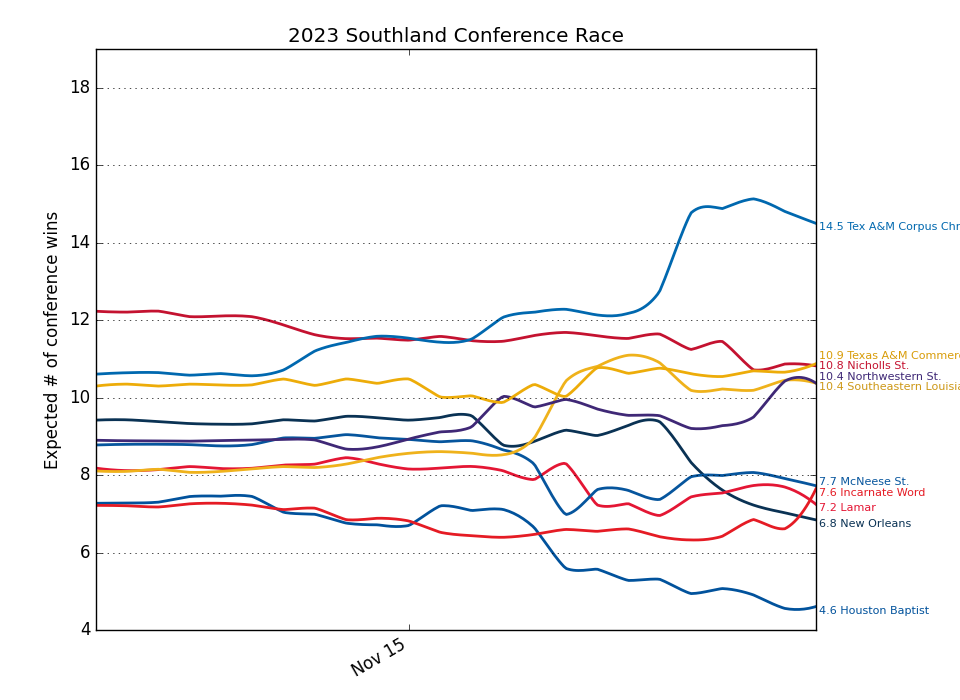 2023 Southland Conference Race
Expected # of conference wins
18
16
14
12
10
8
6
4
Nov 15
14.5 Tex A&M Corpus Chr
10.9 Texas A&M Commerc
10.8 Nicholls St.
10.4 Northwestern St.
10.4 Southeastern Louisia
7.7 McNeese St.
7.6 Incarnate Word
7.2 Lamar
6.8 New Orleans
4.6 Houston Baptist